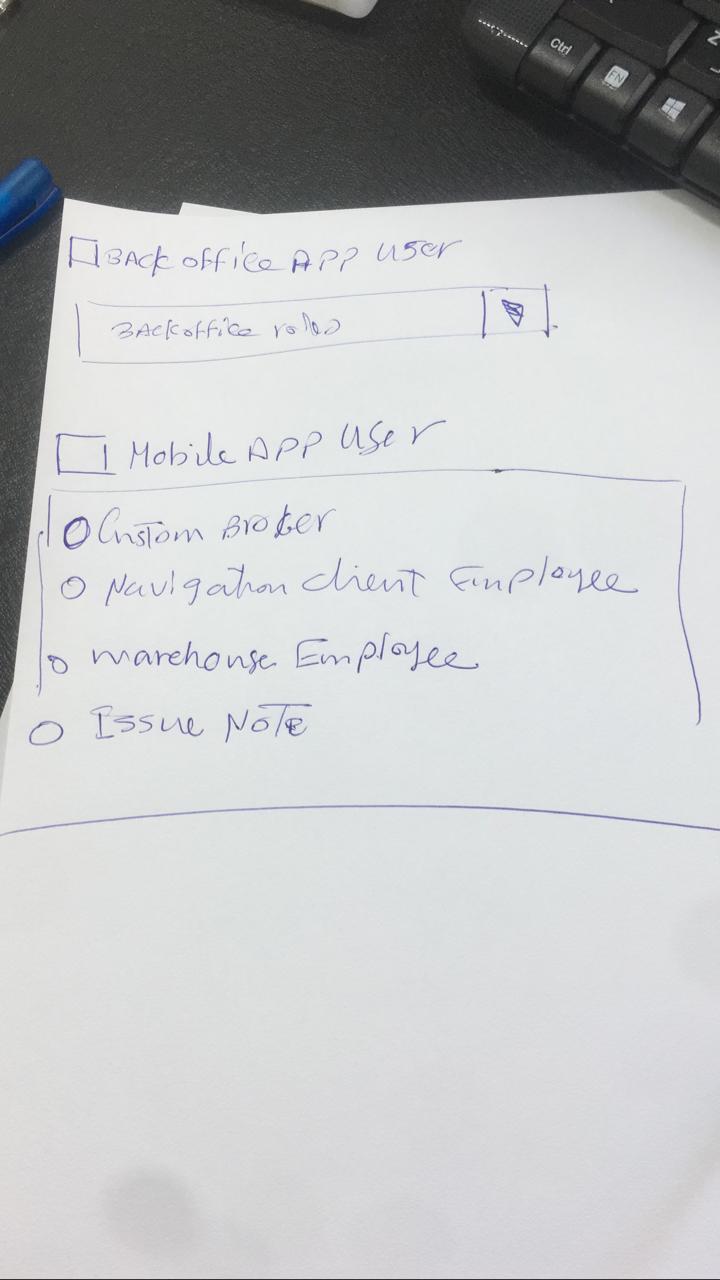 Ctrl
FN
Z
BACK office APP user
BACKoffice roles
Mobile APP User
Custom Broker
Navigation client Employee
warehouse Employee
Issue Note